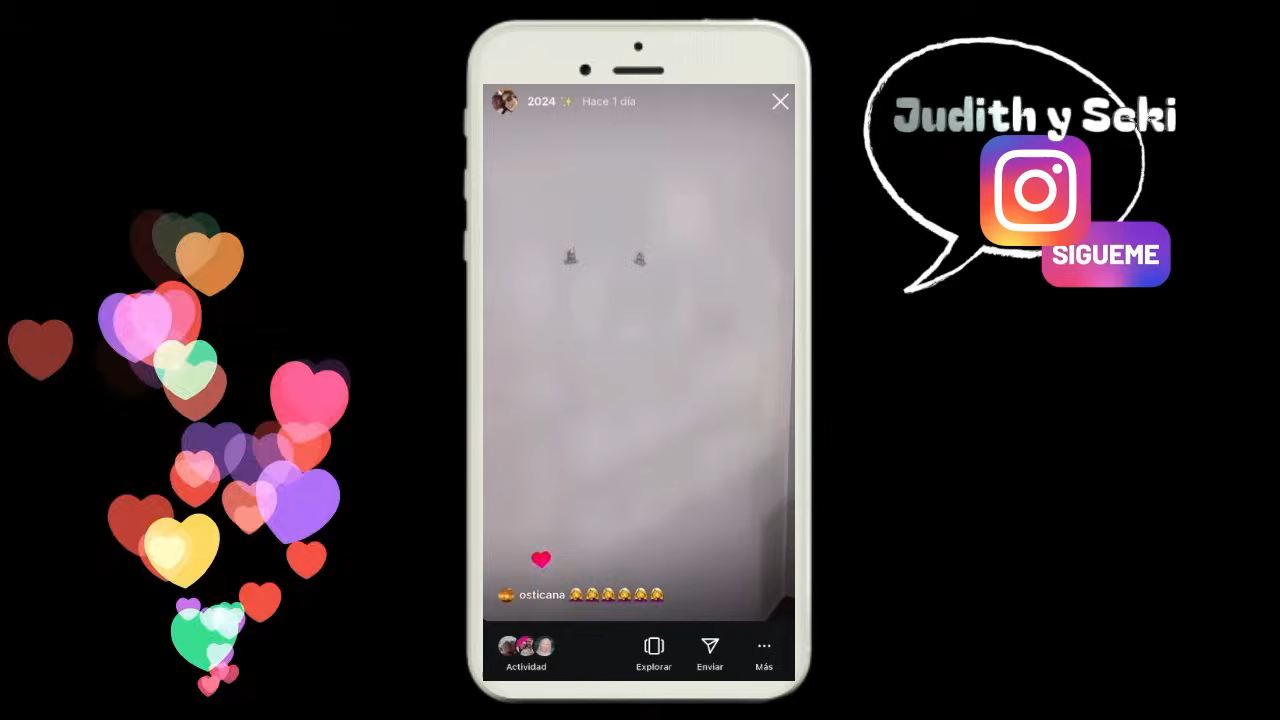 2024 ✨ Hace 1 día
Judith y Seki
SIGUEME
osticana 🤦‍♀️🤦‍♀️🤦‍♀️🤦‍♀️🤦‍♀️🤦‍♀️
Actividad
Explorar
Enviar
Más